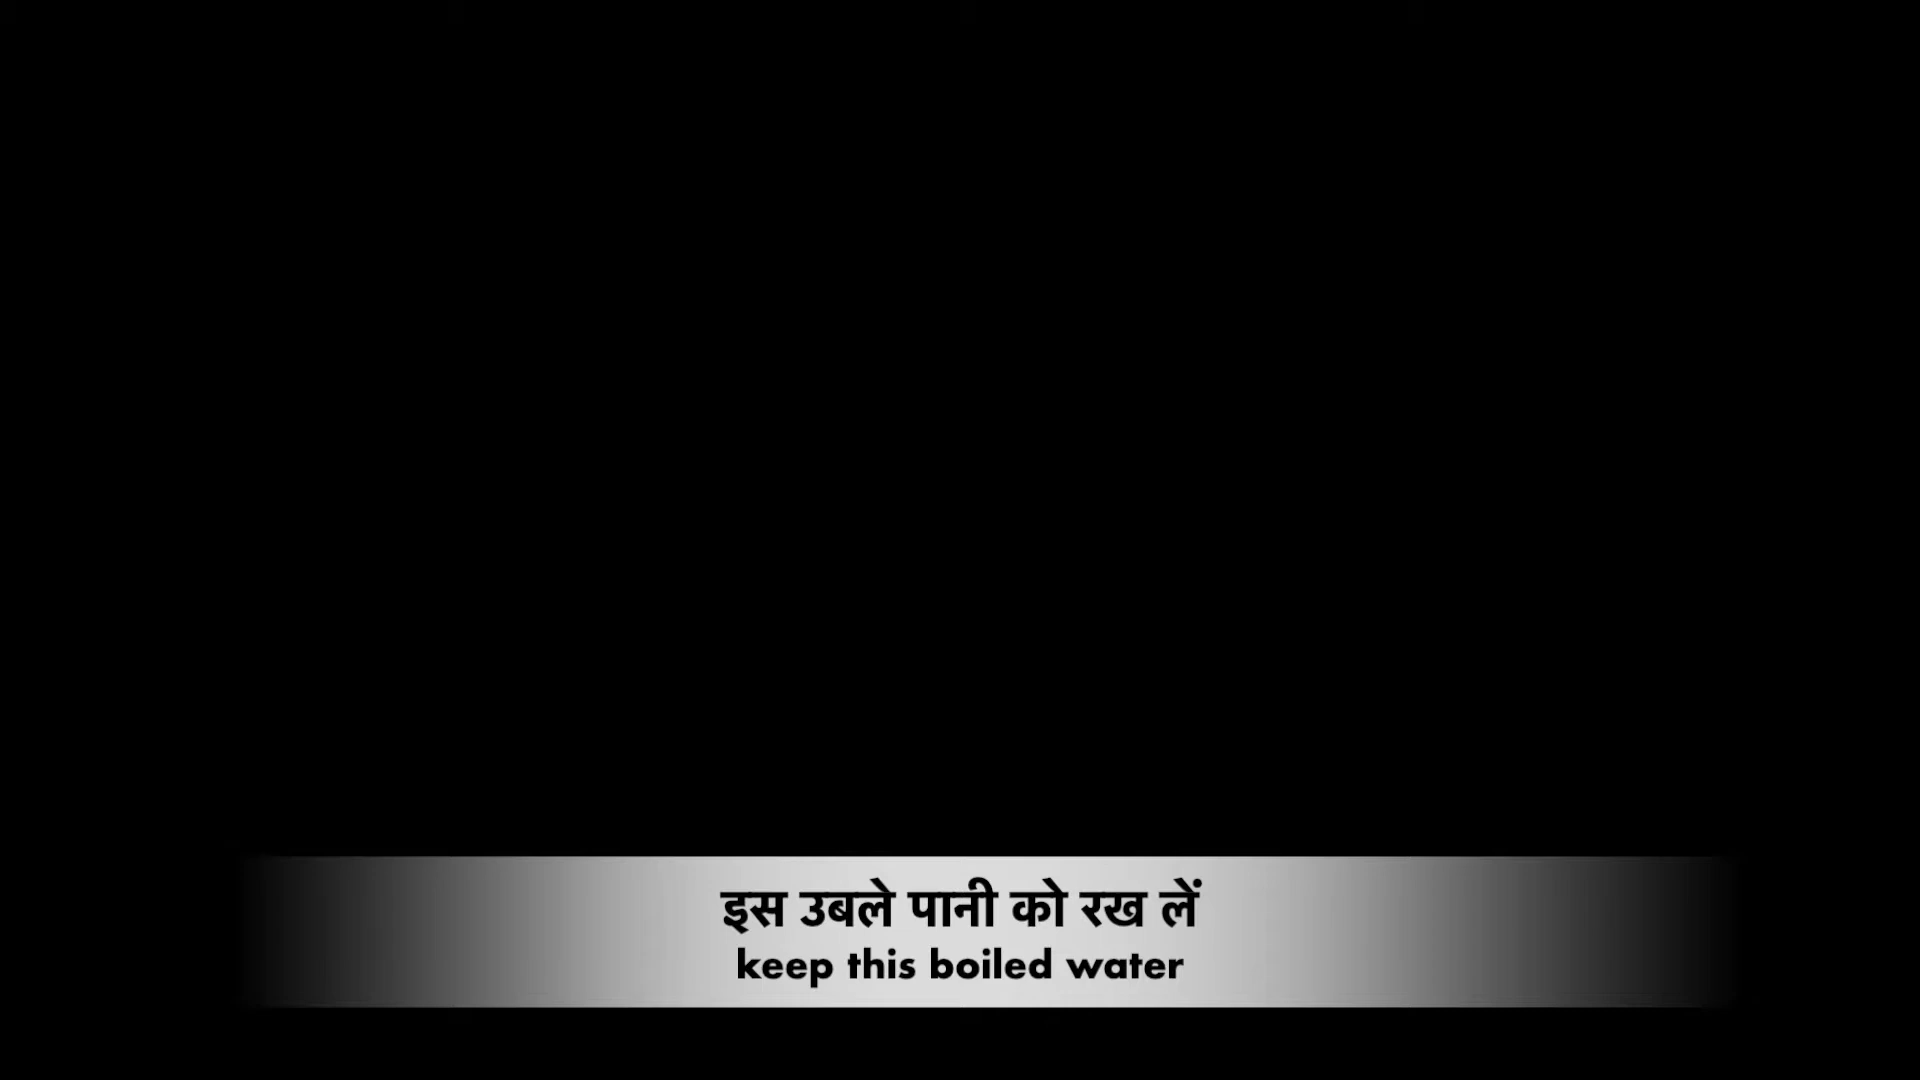 इस उबले पानी को रख लें
keep this boiled water